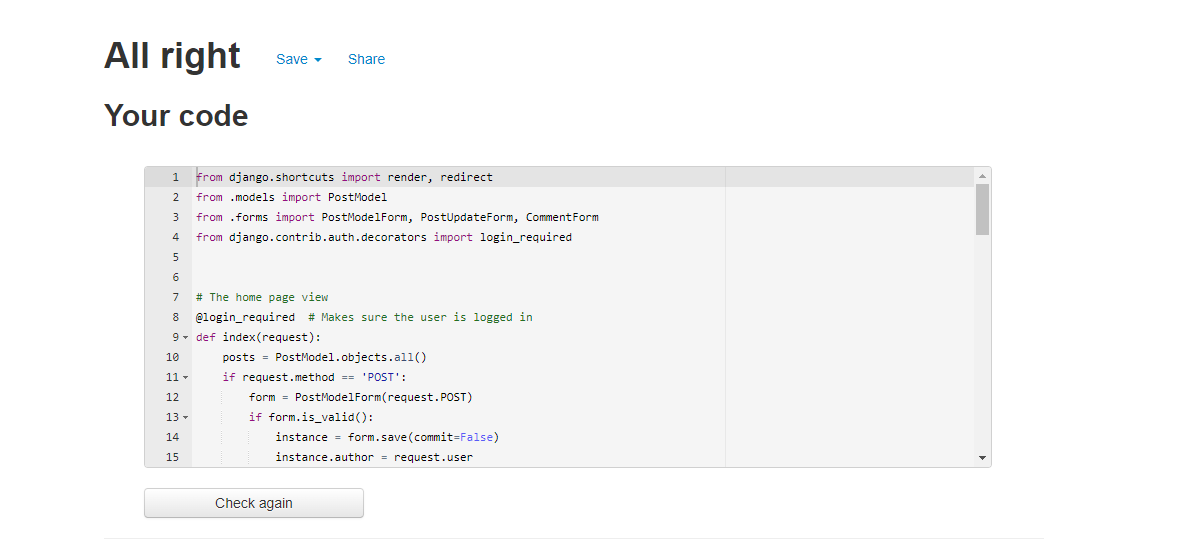 All right Save Share
Your code
1 from django.shortcuts import render, redirect
2 from .models import PostModel
3 from .forms import PostModelForm, PostUpdateForm, CommentForm
4 from django.contrib.auth.decorators import login_required
5
6
7 # The home page view
8 @login_required  # Makes sure the user is logged in
9 def index(request):
10     posts = PostModel.objects.all()
11     if request.method == 'POST':
12         form = PostModelForm(request.POST)
13         if form.is_valid():
14             instance = form.save(commit=False)
15             instance.author = request.user
Check again